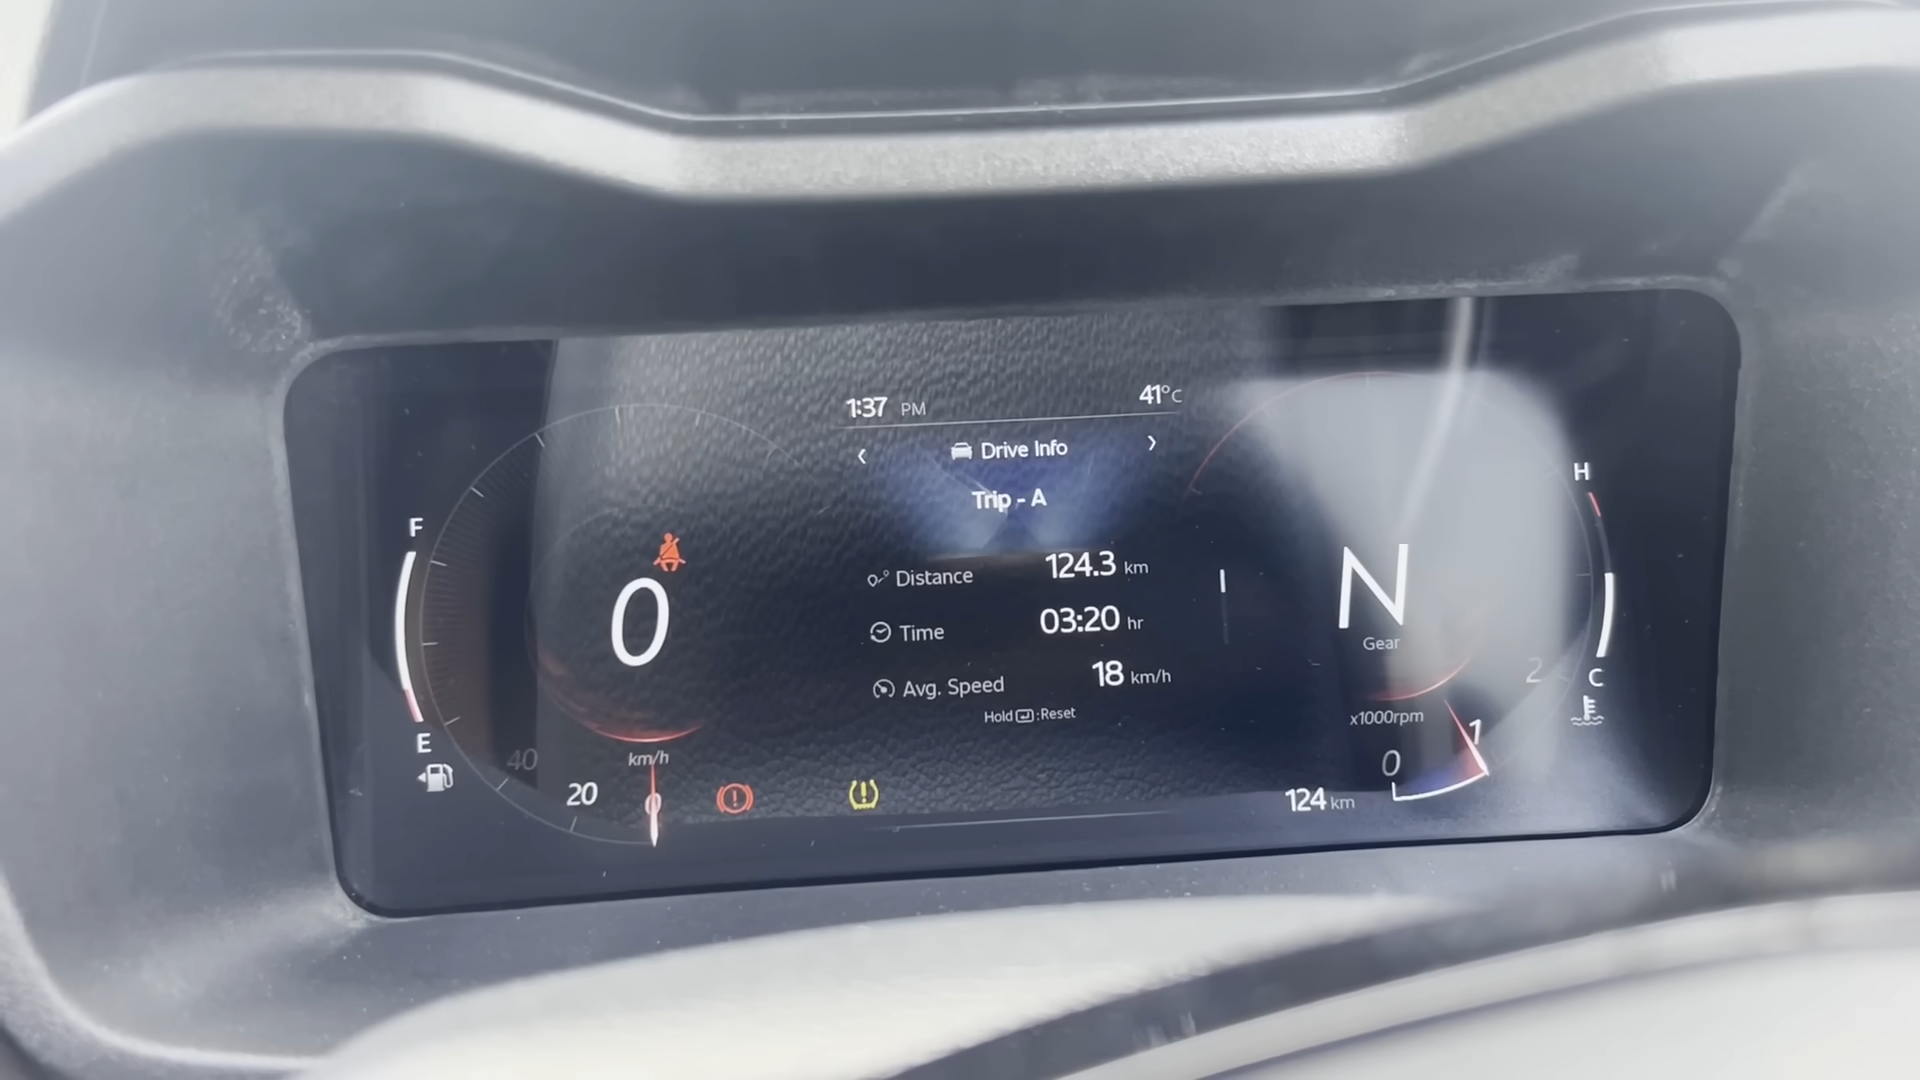 1:37 PM
41°C
‹ Drive Info ›
Trip - A
Distance 124.3 km
Time 03:20 hr
Avg. Speed 18 km/h
Hold :Reset
F
E
0
km/h
40
20
0
H
C
N
Gear
x1000rpm
2
1
0
124 km